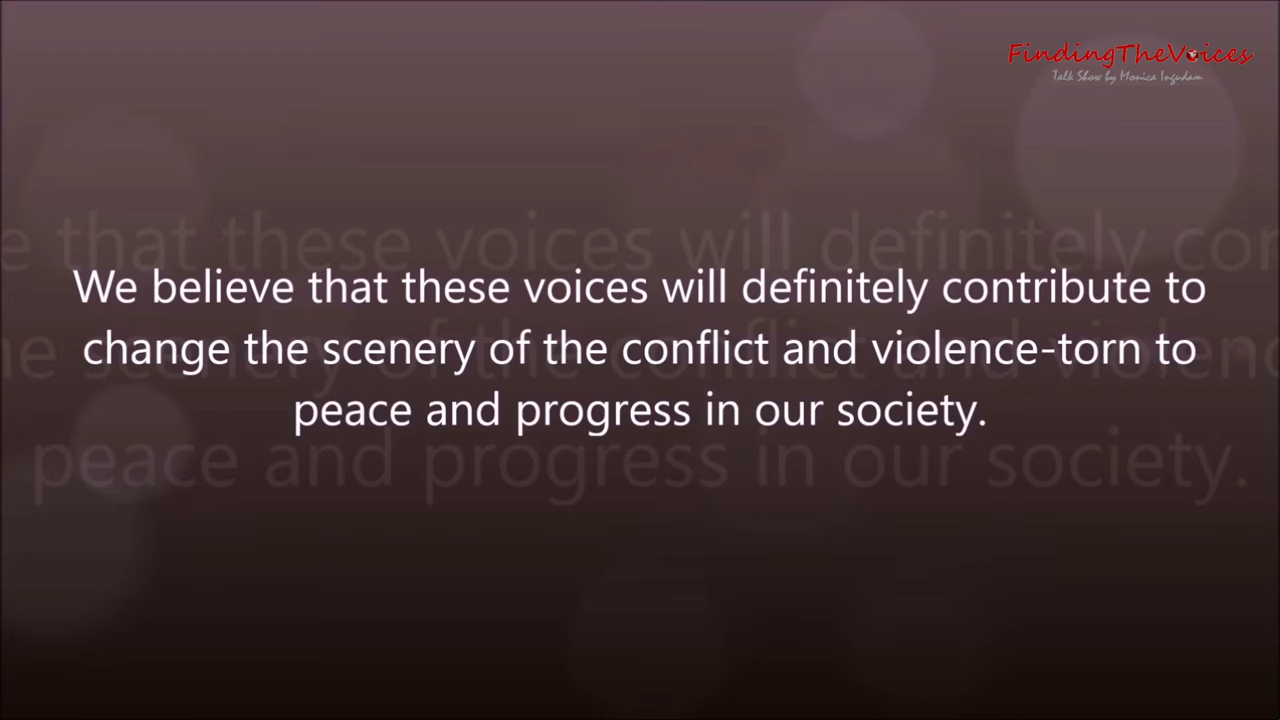 FindingTheVoices
Talk Show by Monica Ingudam
We believe that these voices will definitely contribute to
change the scenery of the conflict and violence-torn to
peace and progress in our society.